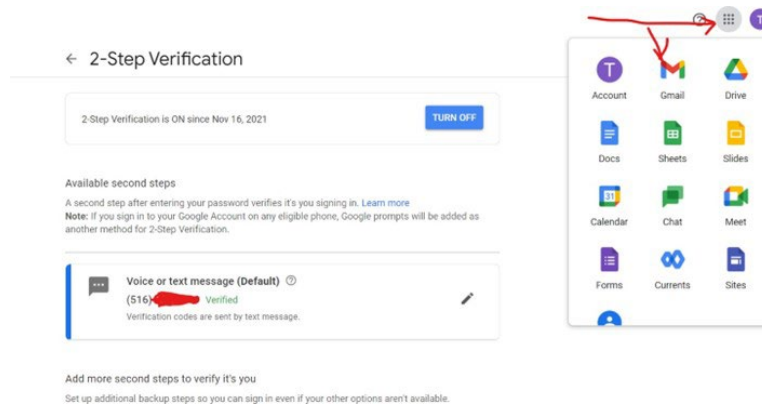 ← 2-Step Verification
2-Step Verification is ON since Nov 16, 2021
TURN OFF
Available second steps
A second step after entering your password verifies it's you signing in. Learn more
Note: If you sign in to your Google Account on any eligible phone, Google prompts will be added as
another method for 2-Step Verification.
Voice or text message (Default)
(516)
Verified
Verification codes are sent by text message.
Add more second steps to verify it's you
Set up additional backup steps so you can sign in even if your other options aren't available.
T
T
Account
Gmail
Drive
Docs
Sheets
Slides
31
Calendar
Chat
Meet
Forms
Currents
Sites